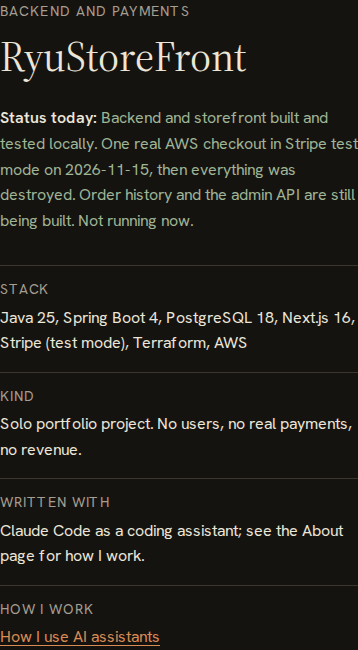 BACKEND AND PAYMENTS
RyuStoreFront
Status today: Backend and storefront built and
tested locally. One real AWS checkout in Stripe test
mode on 2026-11-15, then everything was
destroyed. Order history and the admin API are still
being built. Not running now.
STACK
Java 25, Spring Boot 4, PostgreSQL 18, Next.js 16,
Stripe (test mode), Terraform, AWS
KIND
Solo portfolio project. No users, no real payments,
no revenue.
WRITTEN WITH
Claude Code as a coding assistant; see the About
page for how I work.
HOW I WORK
How I use AI assistants